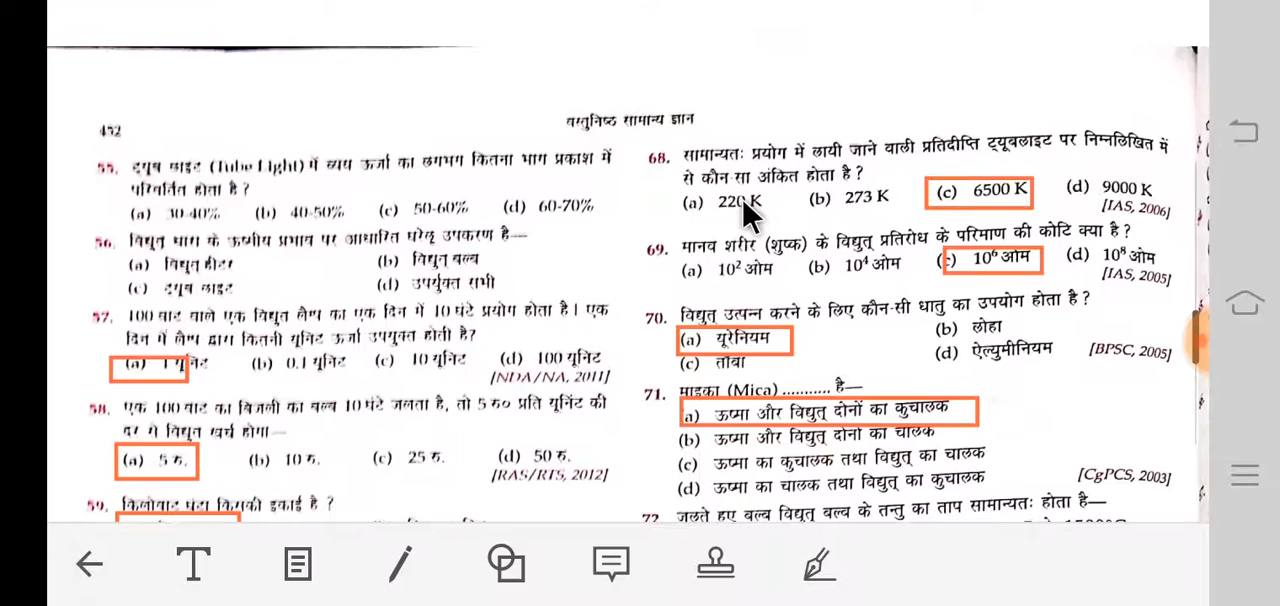 452
वस्तुनिष्ठ सामान्य ज्ञान
55. ट्यूब लाइट (Tube Light) में व्यय ऊर्जा का लगभग कितना भाग प्रकाश में
परिवर्तित होता है?
(a) 30-40% (b) 40-50% (c) 50-60% (d) 60-70%
56. विद्युत धारा के ऊष्मीय प्रभाव पर आधारित घरेलू उपकरण है—
(a) विद्युत हीटर (b) विद्युत बल्ब
(c) ट्यूब लाइट (d) उपर्युक्त सभी
57. 100 वाट वाले एक विद्युत लैम्प का एक दिन में 10 घंटे प्रयोग होता है। एक
दिन में लैम्प द्वारा कितनी यूनिट ऊर्जा उपयुक्त होती है?
(a) 1 यूनिट (b) 0.1 यूनिट (c) 10 यूनिट (d) 100 यूनिट
[NDA/NA, 2011]
58. एक 100 वाट का बिजली का बल्ब 10 घंटे जलता है, तो 5 रु० प्रति यूनिट की
दर से विद्युत खर्च होगा—
(a) 5 रु. (b) 10 रु. (c) 25 रु. (d) 50 रु.
[RAS/RTS, 2012]
59. किलोवाट घंटा किसकी इकाई है ?
68. सामान्यतः प्रयोग में लायी जाने वाली प्रतिदीप्ति ट्यूबलाइट पर निम्नलिखित में
से कौन-सा अंकित होता है ?
(a) 220 K (b) 273 K (c) 6500 K (d) 9000 K
[IAS, 2006]
69. मानव शरीर (शुष्क) के विद्युत् प्रतिरोध के परिमाण की कोटि क्या है ?
(a) 10² ओम (b) 10⁴ ओम (c) 10⁶ ओम (d) 10⁸ ओम
[IAS, 2005]
70. विद्युत् उत्पन्न करने के लिए कौन-सी धातु का उपयोग होता है ?
(a) यूरेनियम (b) लोहा
(c) ताँबा (d) ऐल्युमीनियम [BPSC, 2005]
71. माइका (Mica) ........... है—
(a) ऊष्मा और विद्युत् दोनों का कुचालक
(b) ऊष्मा और विद्युत् दोनों का चालक
(c) ऊष्मा का कुचालक तथा विद्युत् का चालक
(d) ऊष्मा का चालक तथा विद्युत् का कुचालक [CgPCS, 2003]
72. जलते हुए बल्ब विद्युत् बल्ब के तन्तु का ताप सामान्यतः होता है—